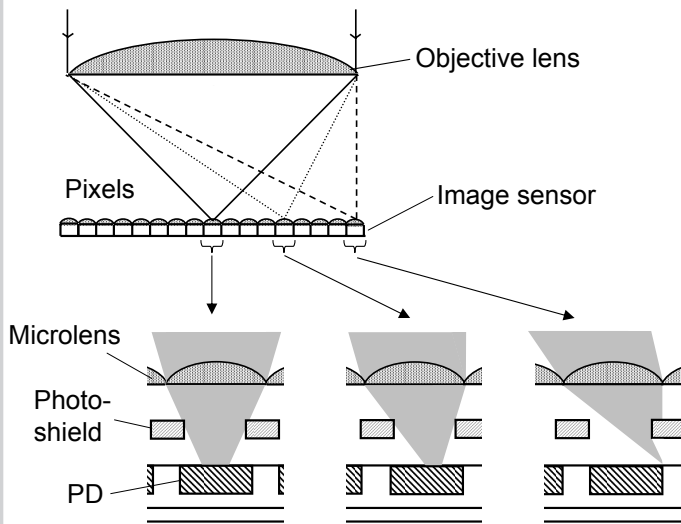 Objective lens
Pixels
Image sensor
Microlens
Photo-
shield
PD